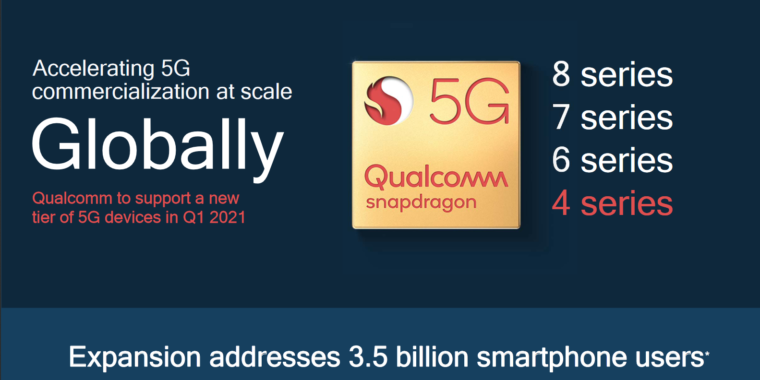 Accelerating 5G
commercialization at scale
Globally
Qualcomm to support a new
tier of 5G devices in Q1 2021
5G
Qualcomm
snapdragon
8 series
7 series
6 series
4 series
Expansion addresses 3.5 billion smartphone users*